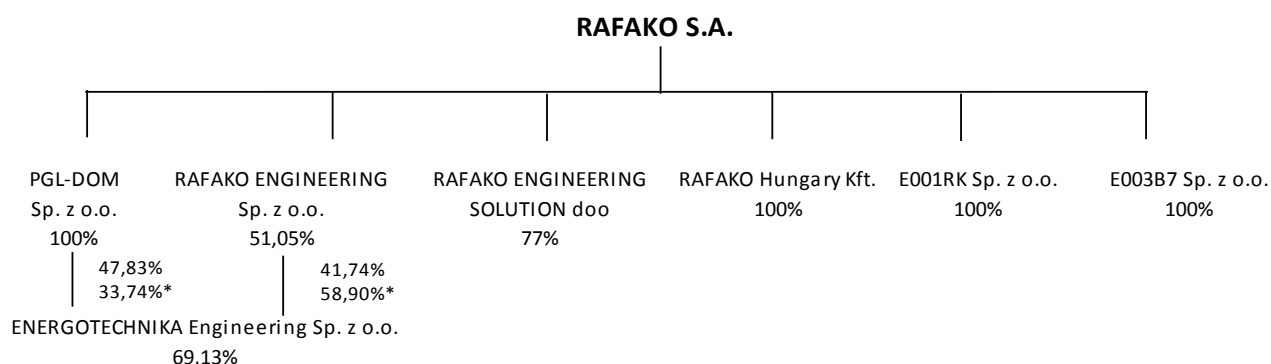 RAFAKO S.A.
PGL-DOM
Sp. z o.o.
100%
RAFAKO ENGINEERING
Sp. z o.o.
51,05%
RAFAKO ENGINEERING
SOLUTION doo
77%
RAFAKO Hungary Kft.
100%
E001RK Sp. z o.o.
100%
E003B7 Sp. z o.o.
100%
47,83%
33,74%*
41,74%
58,90%*
ENERGOTECHNIKA Engineering Sp. z o.o.
69,13%